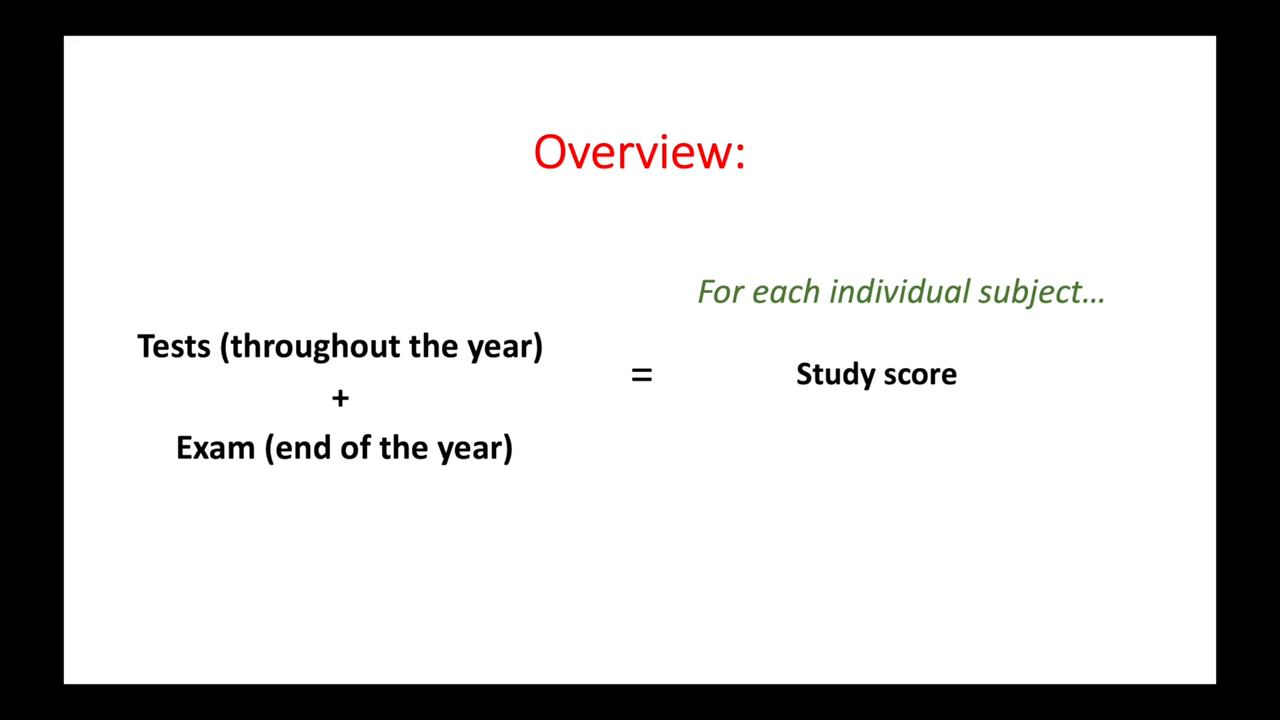 Overview:
For each individual subject...
Tests (throughout the year)
+
Exam (end of the year)
=
Study score